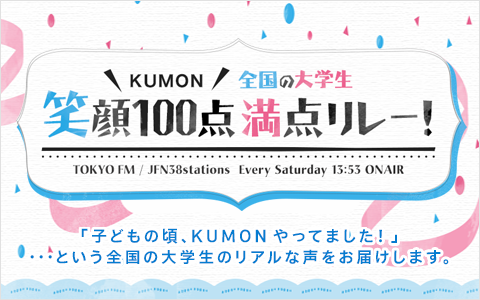 KUMON 全国の大学生
笑顔100点満点リレー!
TOKYO FM / JFN38stations Every Saturday 13:53 ONAIR
「子どもの頃、KUMONやってました!」
・・・という全国の大学生のリアルな声をお届けします。